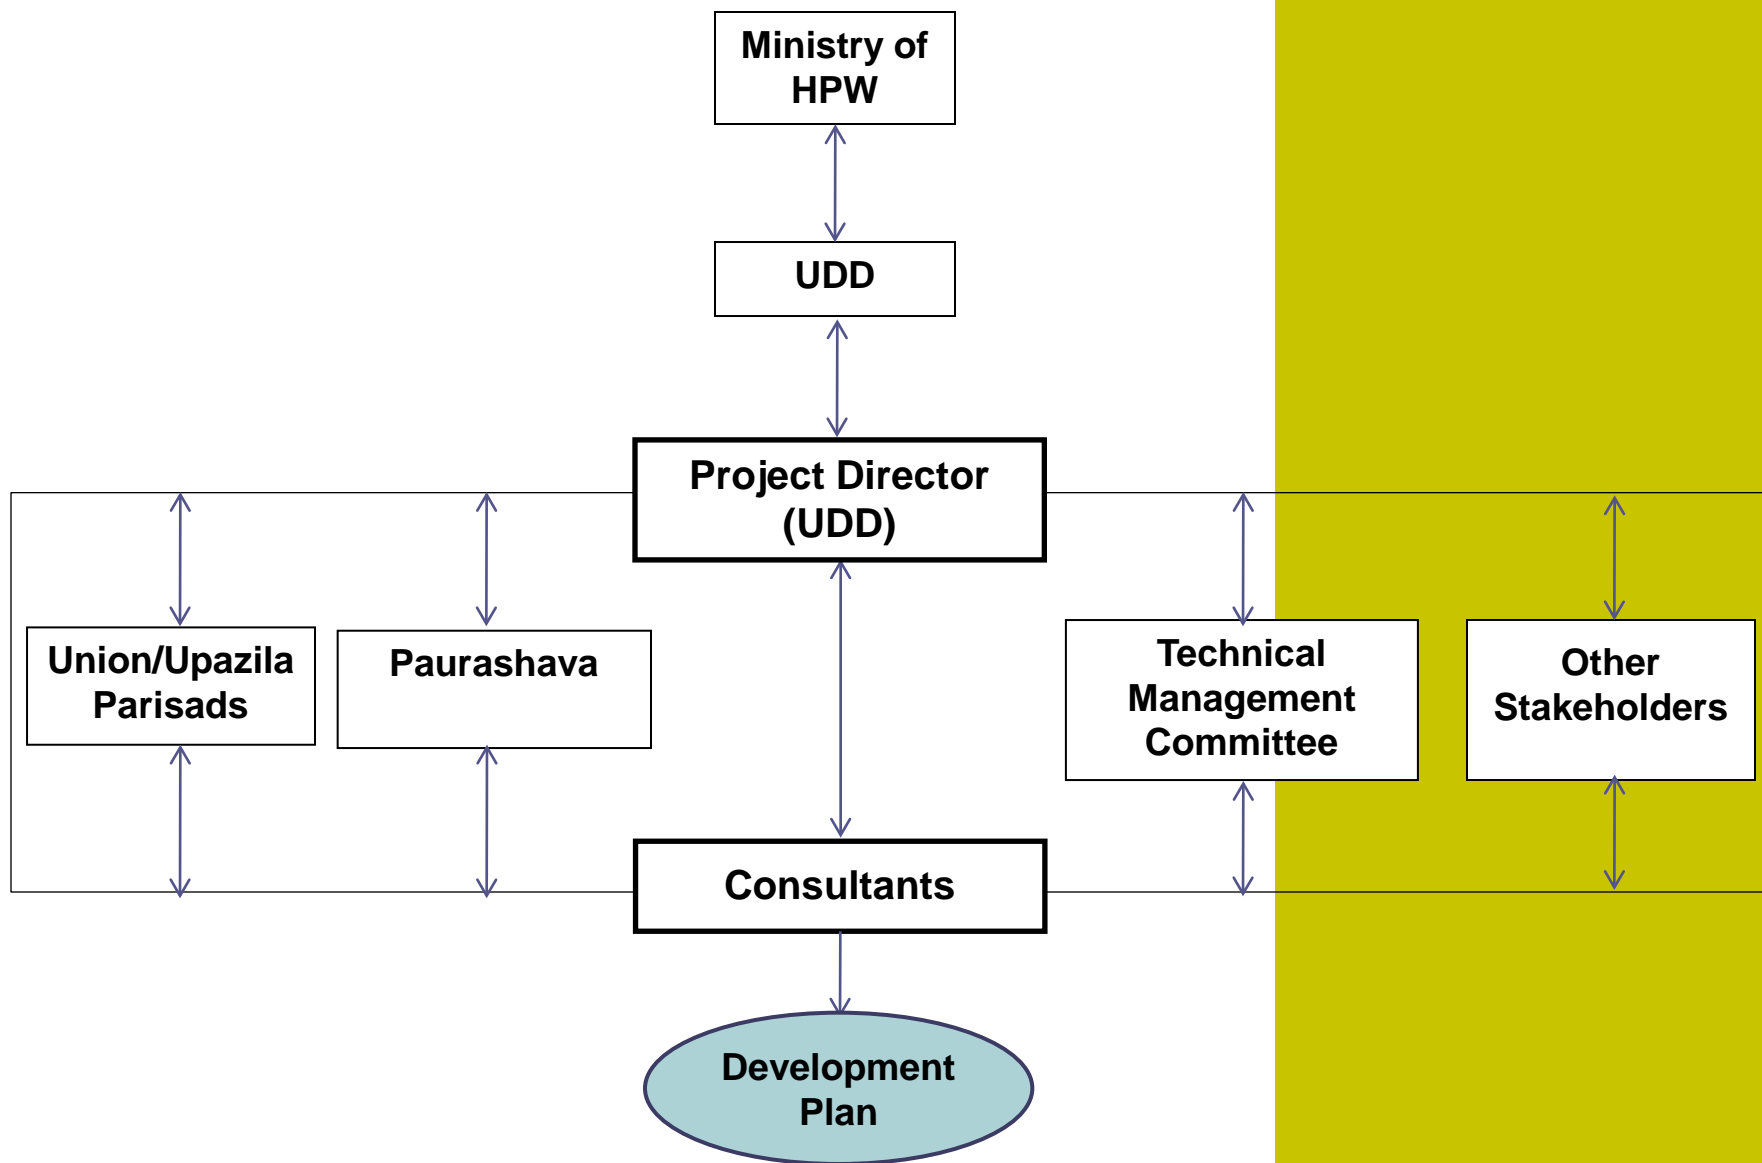 Ministry of
HPW
UDD
Project Director
(UDD)
Union/Upazila
Parisads
Paurashava
Technical
Management
Committee
Other
Stakeholders
Consultants
Development
Plan